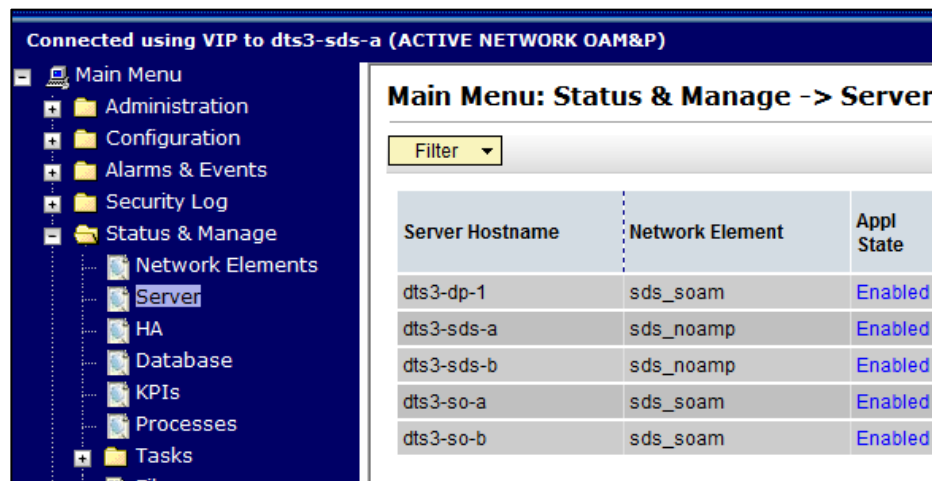 Connected using VIP to dts3-sds-a (ACTIVE NETWORK OAM&P)
Main Menu
Administration
Configuration
Alarms & Events
Security Log
Status & Manage
Network Elements
Server
HA
Database
KPIs
Processes
Tasks
Main Menu: Status & Manage -> Server
Filter
Server Hostname Network Element Appl State
dts3-dp-1 sds_soam Enabled
dts3-sds-a sds_noamp Enabled
dts3-sds-b sds_noamp Enabled
dts3-so-a sds_soam Enabled
dts3-so-b sds_soam Enabled